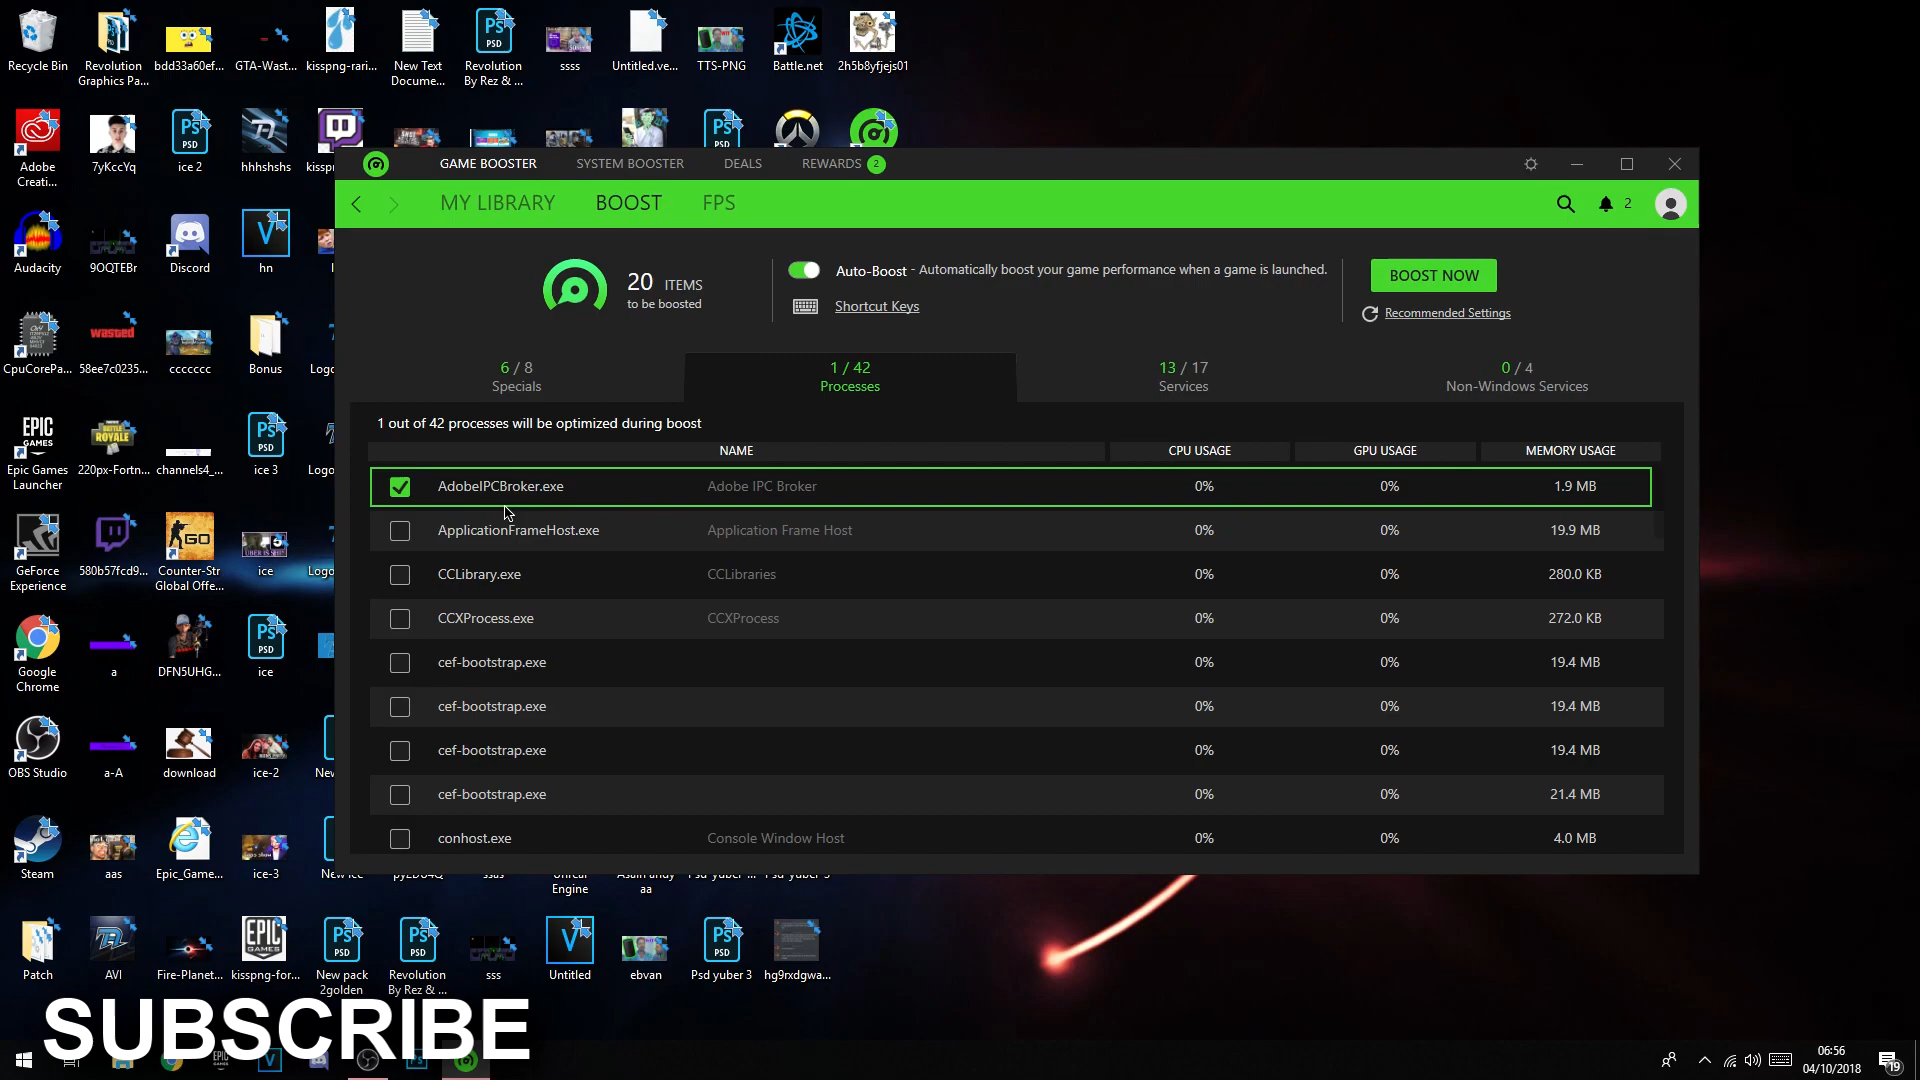 Recycle Bin
Revolution
Graphics Pa...
bdd33a60ef...
GTA-Wast...
kisspng-rari...
New Text
Docume...
Revolution
By Rez & ...
ssss
Untitled.ve...
TTS-PNG
Battle.net
2h5b8yfjejs01
Adobe
Creati...
7yKccYq
ice 2
hhhshshs
kissp
GAME BOOSTER
SYSTEM BOOSTER
DEALS
REWARDS 2
MY LIBRARY
BOOST
FPS
2
Audacity
9OQTEBr
Discord
hn
20 ITEMS
to be boosted
Auto-Boost - Automatically boost your game performance when a game is launched.
Shortcut Keys
BOOST NOW
Recommended Settings
CpuCorePa...
58ee7c0235...
cccccc
Bonus
Logo
6 / 8
Specials
1 / 42
Processes
13 / 17
Services
0 / 4
Non-Windows Services
1 out of 42 processes will be optimized during boost
NAME
CPU USAGE
GPU USAGE
MEMORY USAGE
AdobeIPCBroker.exe Adobe IPC Broker 0% 0% 1.9 MB
ApplicationFrameHost.exe Application Frame Host 0% 0% 19.9 MB
CCLibrary.exe CCLibraries 0% 0% 280.0 KB
CCXProcess.exe CCXProcess 0% 0% 272.0 KB
cef-bootstrap.exe 0% 0% 19.4 MB
cef-bootstrap.exe 0% 0% 19.4 MB
cef-bootstrap.exe 0% 0% 19.4 MB
cef-bootstrap.exe 0% 0% 21.4 MB
conhost.exe Console Window Host 0% 0% 4.0 MB
Epic Games
Launcher
220px-Fortn...
channels4_...
ice 3
Logo
GeForce
Experience
580b57fcd9...
Counter-Str
Global Offe...
ice
Logo
Google
Chrome
a
DFN5UHG...
ice
OBS Studio
a-A
download
ice-2
New
Steam
aas
Epic_Game...
ice-3
Unreal
Engine
Asain andy
aa
Patch
AVI
Fire-Planet...
kisspng-for...
New pack
2golden
Revolution
By Rez & ...
sss
Untitled
ebvan
Psd yuber 3
hg9rxdgwa...
SUBSCRIBE
06:56
04/10/2018
19